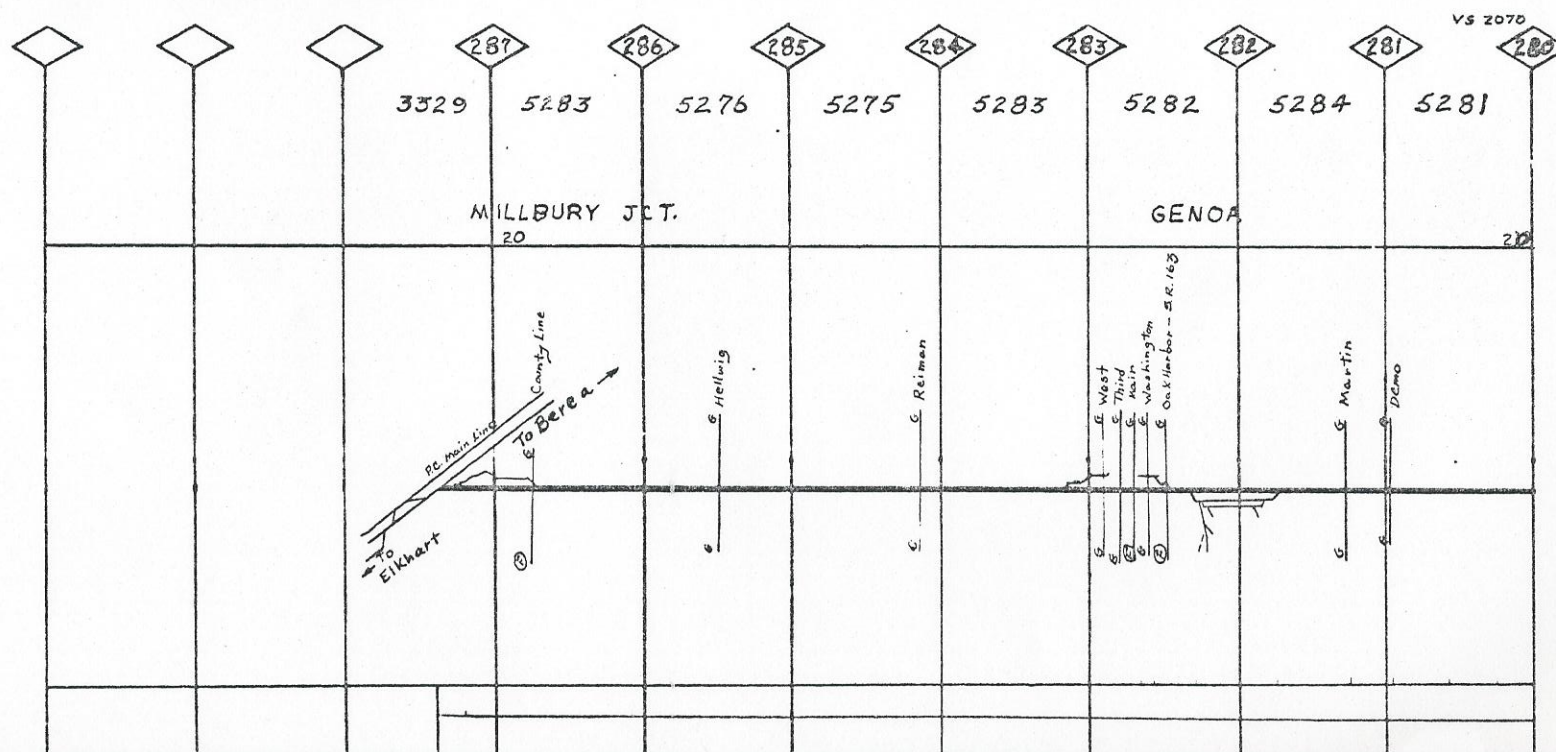 VS 2070
287 286 285 284 283 282 281 280
3329 5283 5276 5275 5283 5282 5284 5281
MILLBURY JCT. GENOA
20
P.C. Main Line
County Line
To Berea
To
Elkhart
Hellwig
Reiman
West
Third
Main
Washington
Oak Harbor - S.R. 163
Martin
Demo